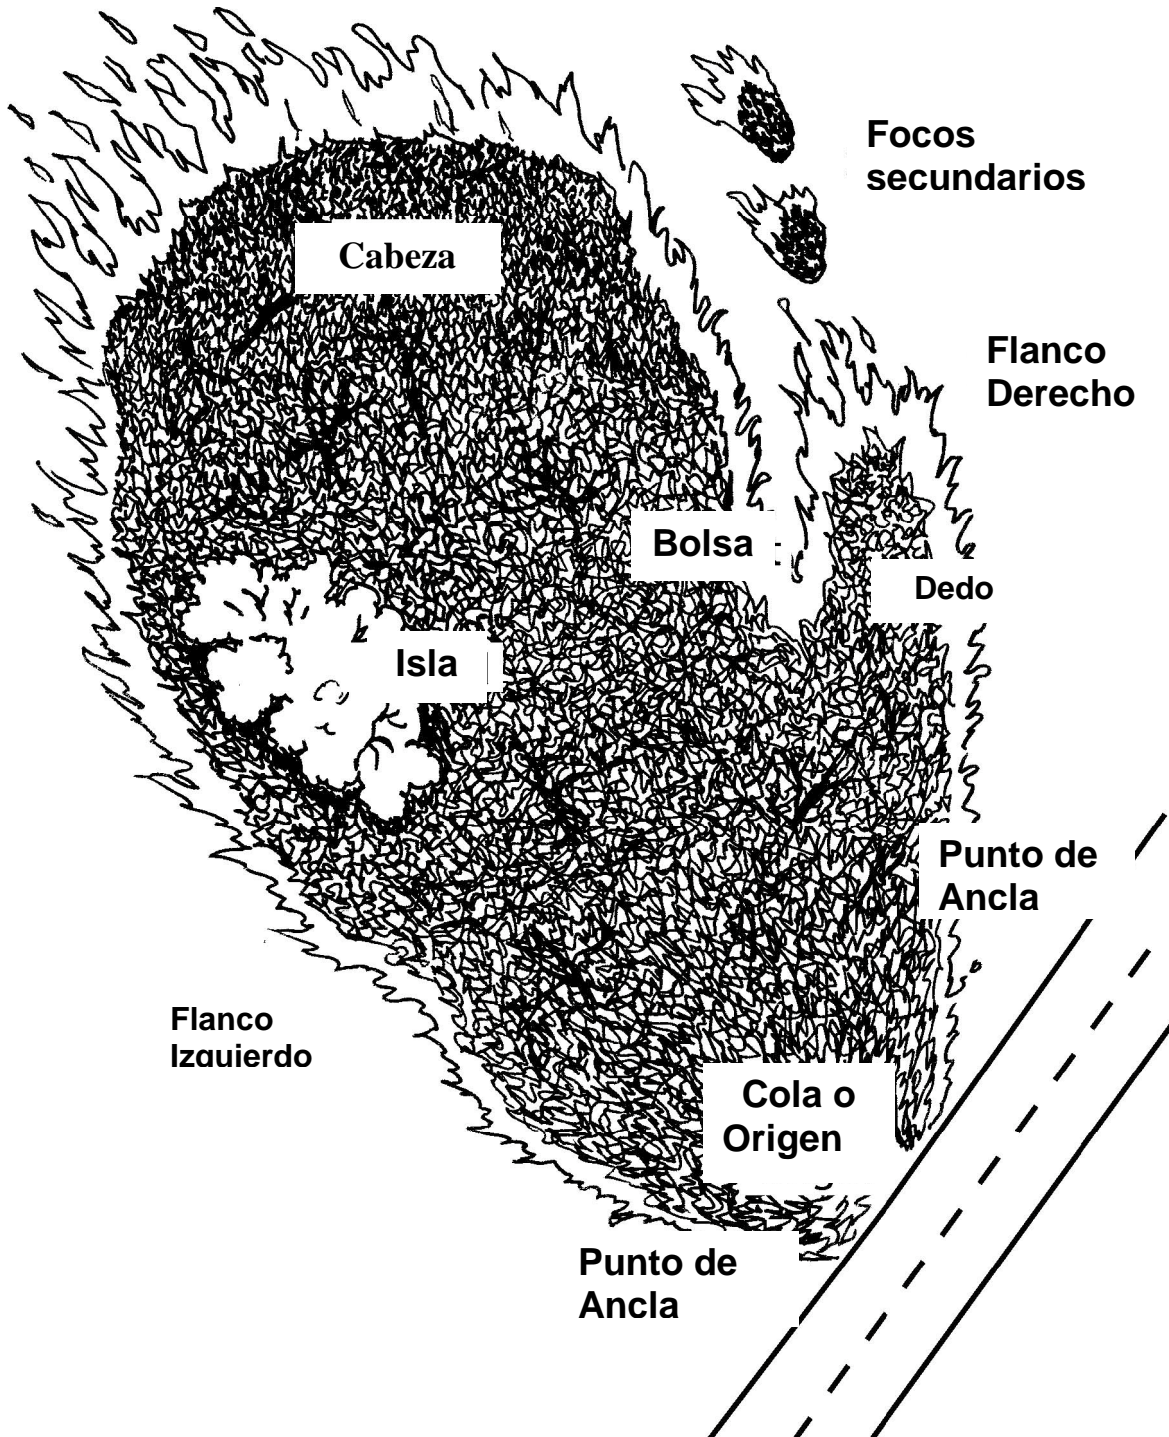 Focos
secundarios
Cabeza
Flanco
Derecho
Bolsa
Dedo
Isla
Punto de
Ancla
Flanco
Izquierdo
Cola o
Origen
Punto de
Ancla